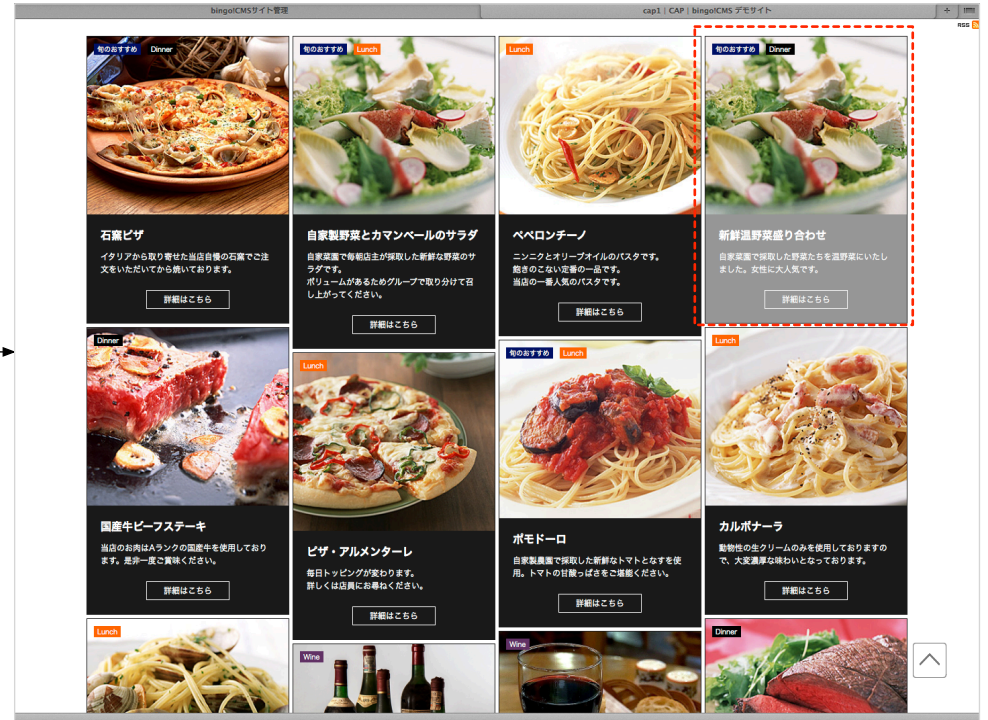 bingo!CMSサイト管理
cap1 | CAP | bingo!CMS デモサイト
+
RSS
旬のおすすめ
Dinner
石窯ピザ
イタリアから取り寄せた当店自慢の石窯でご注
文をいただいてから焼いております。
詳細はこちら
旬のおすすめ
Lunch
自家製野菜とカマンベールのサラダ
自家菜園で毎朝店主が採取した新鮮な野菜のサ
ラダです。
ボリュームがあるためグループで取り分けて召
し上がってください。
詳細はこちら
Lunch
ペペロンチーノ
ニンニクとオリーブオイルのパスタです。
飽きのこない定番の一品です。
当店の一番人気のパスタです。
詳細はこちら
旬のおすすめ
Dinner
新鮮温野菜盛り合わせ
自家菜園で採取した野菜たちを温野菜にいたし
ました。女性に大人気です。
詳細はこちら
Dinner
国産牛ビーフステーキ
当店のお肉はAランクの国産牛を使用しており
ます。是非一度ご賞味ください。
詳細はこちら
Lunch
ピザ・アルメンターレ
毎日トッピングが変わります。
詳しくは店員にお尋ねください。
詳細はこちら
旬のおすすめ
Lunch
ポモドーロ
自家製農園で採取した新鮮なトマトとなすを使
用。トマトの甘酸っぱさをご堪能ください。
詳細はこちら
Lunch
カルボナーラ
動物性の生クリームのみを使用しておりますの
で、大変濃厚な味わいとなっております。
詳細はこちら
Lunch
Wine
Wine
Dinner